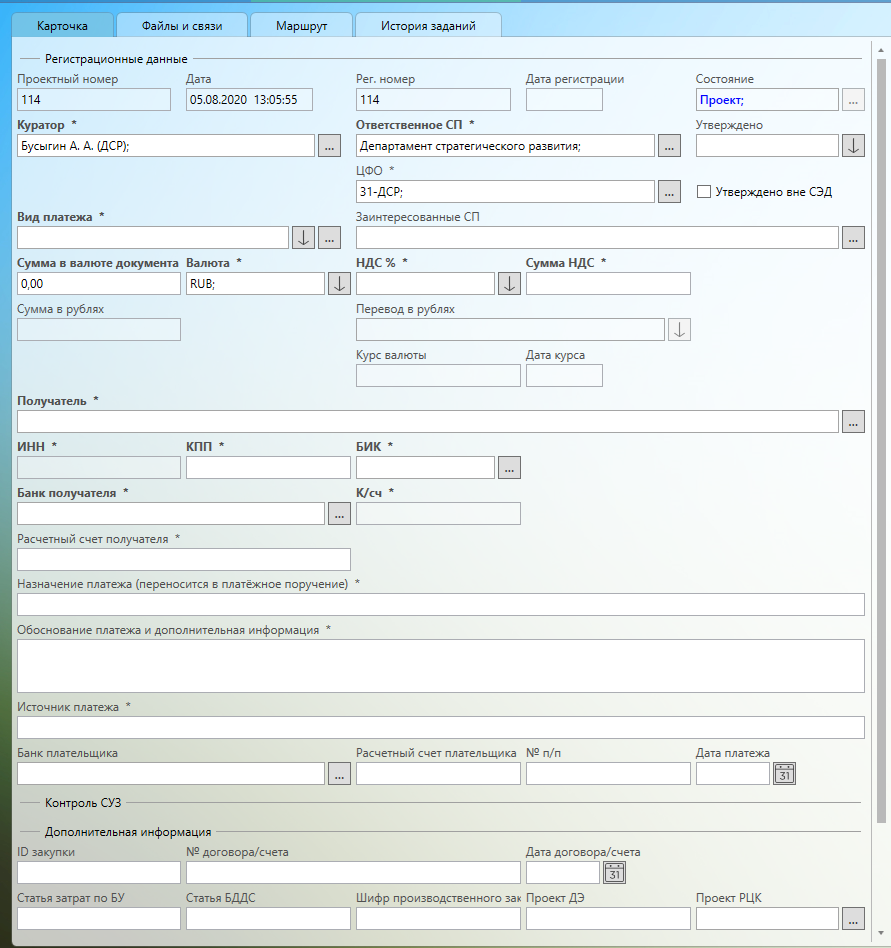 Карточка Файлы и связи Маршрут История заданий
Регистрационные данные
Проектный номер Дата Рег. номер Дата регистрации Состояние
114 05.08.2020 13:05:55 114 Проект; ...
Куратор * Ответственное СП * Утверждено
Бусыгин А. А. (ДСР); ... Департамент стратегического развития; ...
ЦФО *
31-ДСР; ... Утверждено вне СЭД
Вид платежа * Заинтересованные СП
... ...
Сумма в валюте документа Валюта * НДС % * Сумма НДС *
0,00 RUB;
Сумма в рублях Перевод в рублях
Курс валюты Дата курса
Получатель *
...
ИНН * КПП * БИК *
...
Банк получателя * К/сч *
...
Расчетный счет получателя *
Назначение платежа (переносится в платёжное поручение) *
Обоснование платежа и дополнительная информация *
Источник платежа *
Банк плательщика Расчетный счет плательщика № п/п Дата платежа
... 31
Контроль СУЗ
Дополнительная информация
ID закупки № договора/счета Дата договора/счета
31
Статья затрат по БУ Статья БДДС Шифр производственного зак Проект ДЭ Проект РЦК
...